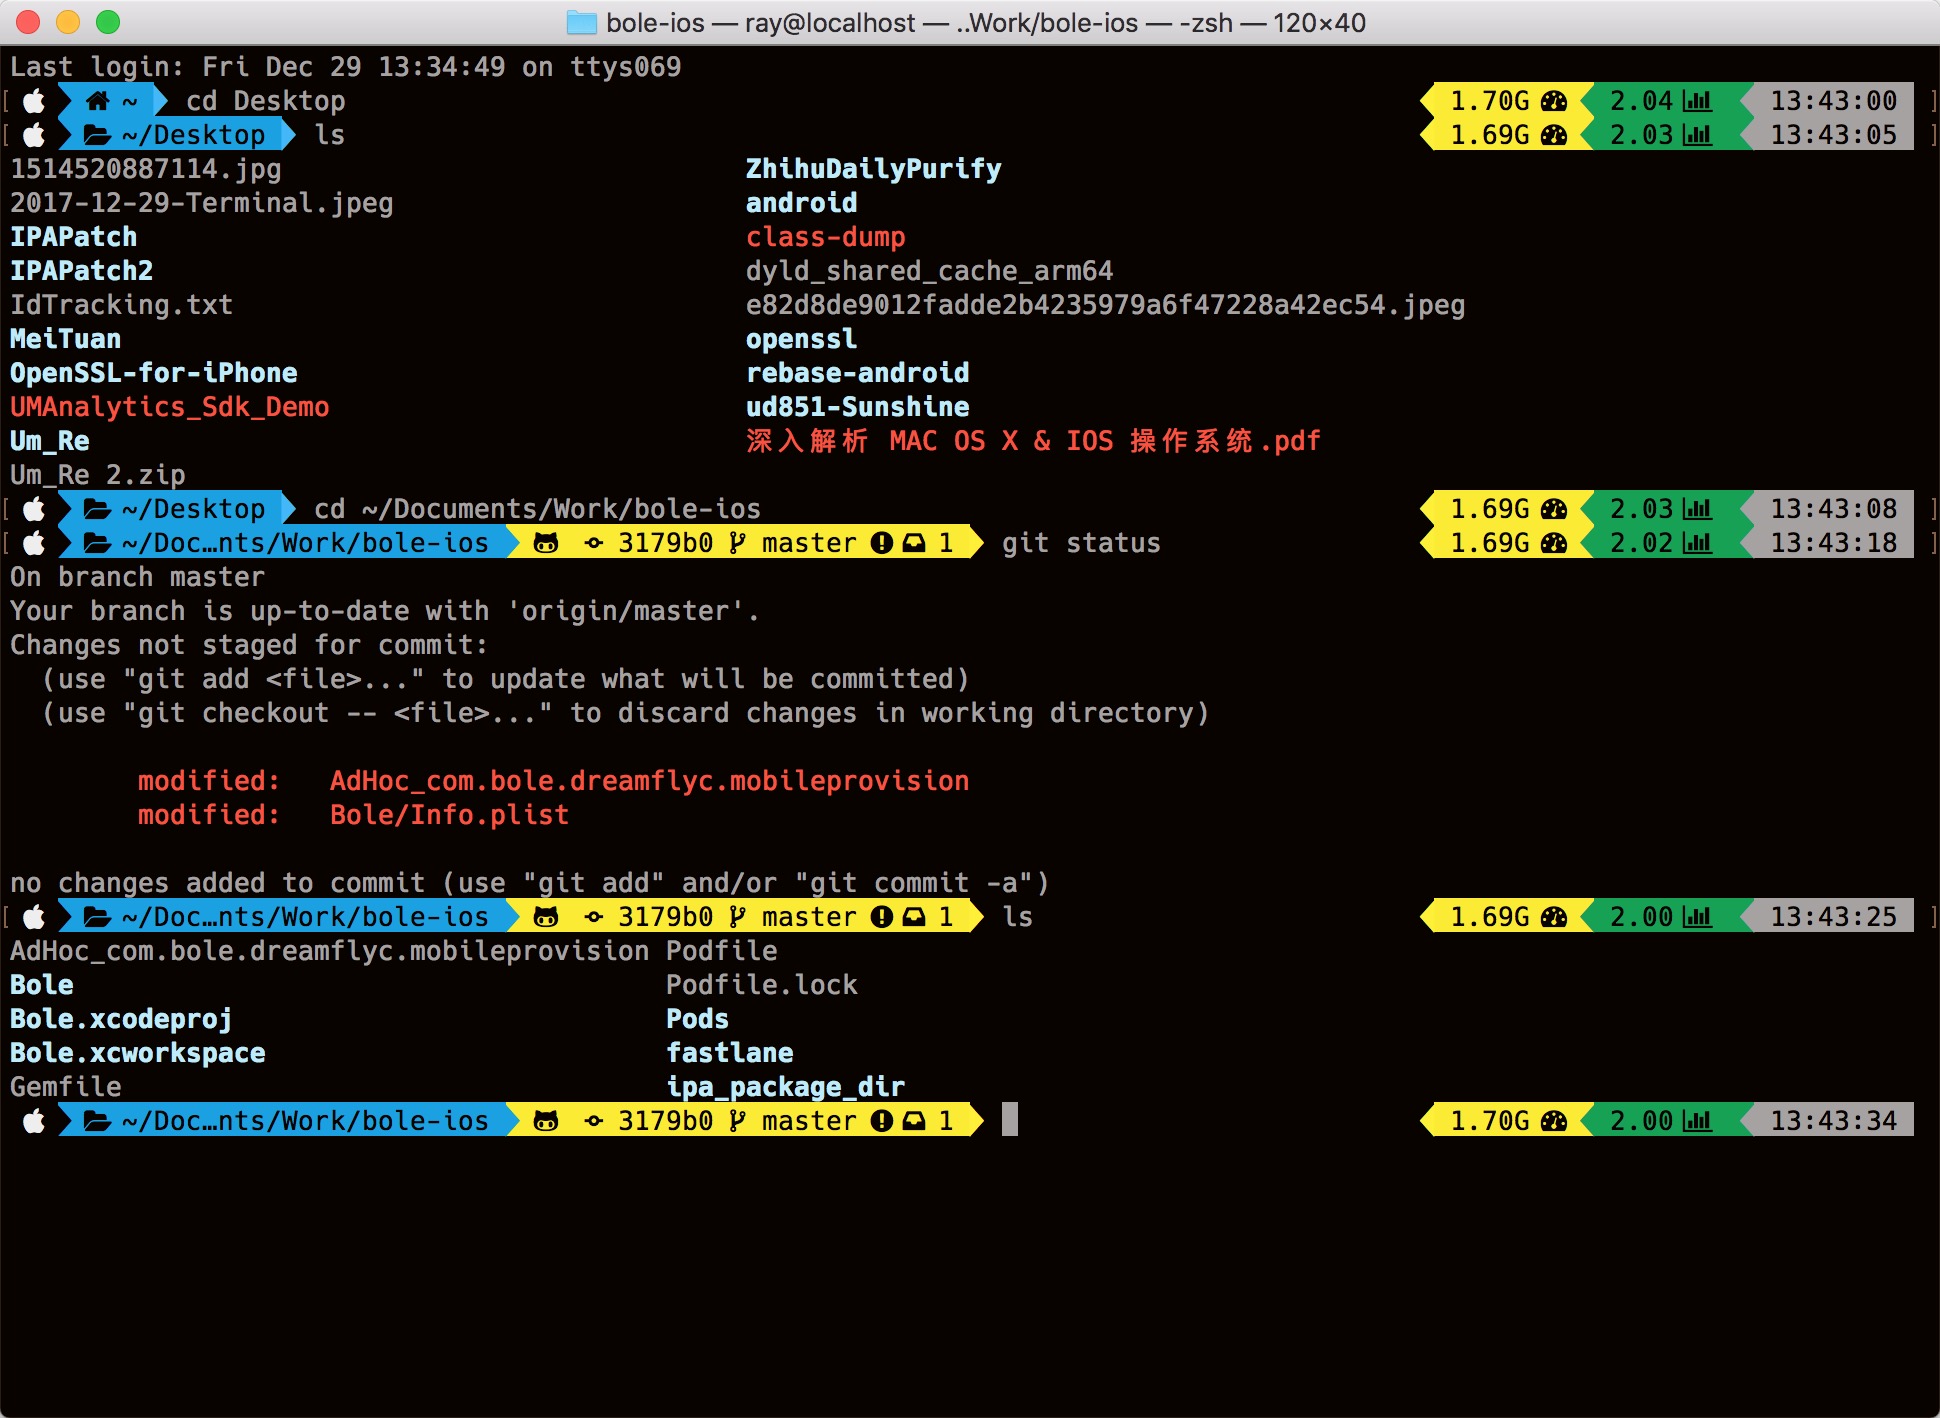 bole-ios — ray@localhost — ..Work/bole-ios — -zsh — 120×40
Last login: Fri Dec 29 13:34:49 on ttys069
[ ~ cd Desktop 1.70G 2.04 13:43:00 ]
[ ~/Desktop ls 1.69G 2.03 13:43:05 ]
1514520887114.jpg ZhihuDailyPurify
2017-12-29-Terminal.jpeg android
IPAPatch class-dump
IPAPatch2 dyld_shared_cache_arm64
IdTracking.txt e82d8de9012fadde2b4235979a6f47228a42ec54.jpeg
MeiTuan openssl
OpenSSL-for-iPhone rebase-android
UMAnalytics_Sdk_Demo ud851-Sunshine
Um_Re 深入解析 MAC OS X & IOS 操作系统.pdf
Um_Re 2.zip
[ ~/Desktop cd ~/Documents/Work/bole-ios 1.69G 2.03 13:43:08 ]
[ ~/Doc…nts/Work/bole-ios 3179b0 master 1 git status 1.69G 2.02 13:43:18 ]
On branch master
Your branch is up-to-date with 'origin/master'.
Changes not staged for commit:
(use "git add <file>..." to update what will be committed)
(use "git checkout -- <file>..." to discard changes in working directory)
modified: AdHoc_com.bole.dreamflyc.mobileprovision
modified: Bole/Info.plist
no changes added to commit (use "git add" and/or "git commit -a")
[ ~/Doc…nts/Work/bole-ios 3179b0 master 1 ls 1.69G 2.00 13:43:25 ]
AdHoc_com.bole.dreamflyc.mobileprovision Podfile
Bole Podfile.lock
Bole.xcodeproj Pods
Bole.xcworkspace fastlane
Gemfile ipa_package_dir
~/Doc…nts/Work/bole-ios 3179b0 master 1 1.70G 2.00 13:43:34